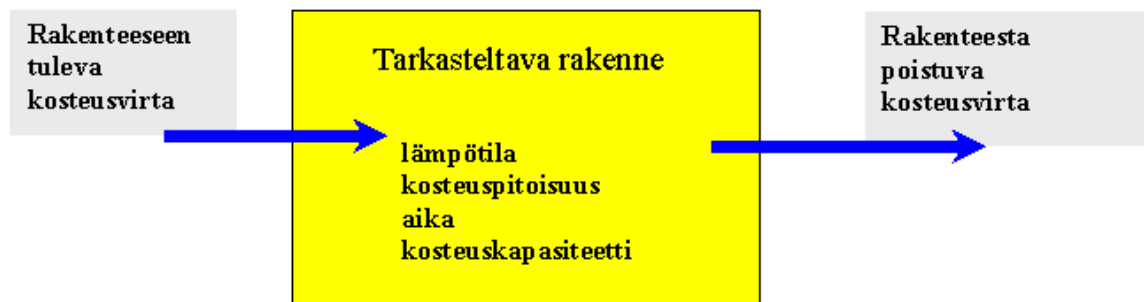 Rakenteeseen
tuleva
kosteusvirta
Tarkasteltava rakenne
lämpötila
kosteuspitoisuus
aika
kosteuskapasiteetti
Rakenteesta
poistuva
kosteusvirta